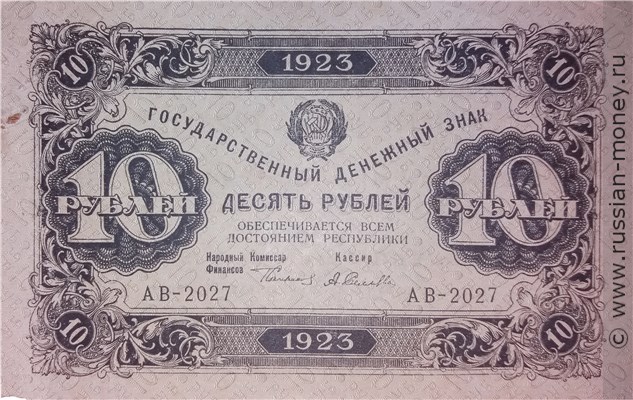 10 1923 10
ГОСУДАРСТВЕННЫЙ ДЕНЕЖНЫЙ ЗНАК
10 РУБЛЕЙ
10 РУБЛЕЙ
ДЕСЯТЬ РУБЛЕЙ
ОБЕСПЕЧИВАЕТСЯ ВСЕМ
ДОСТОЯНИЕМ РЕСПУБЛИКИ
Народный Комиссар Кассир
Финансов
АВ-2027 АВ-2027
10 1923 10
© www.russian-money.ru